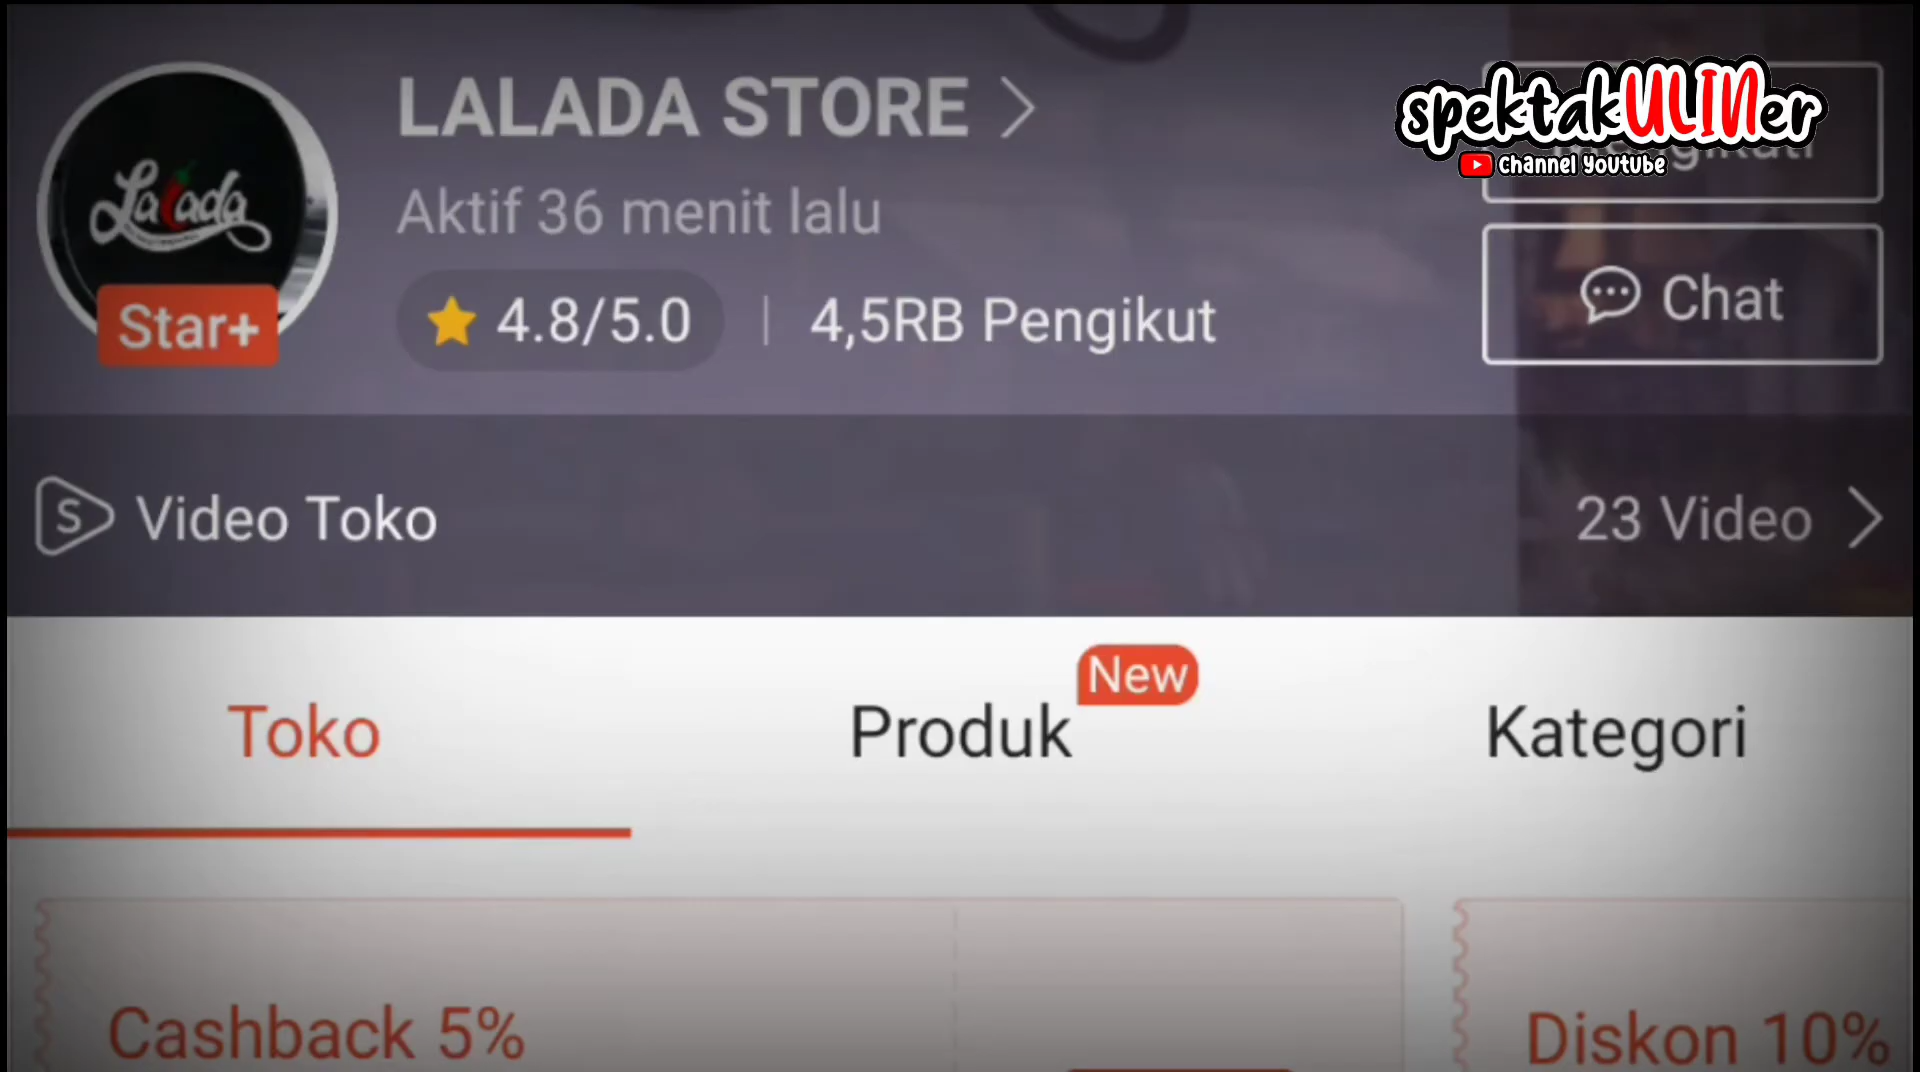 LALADA STORE
spektakULINer
Channel Youtube
Lalada
Aktif 36 menit lalu
Star+
4.8/5.0
4,5RB Pengikut
Chat
Video Toko
23 Video
Toko
Produk
New
Kategori
Cashback 5%
Diskon 10%